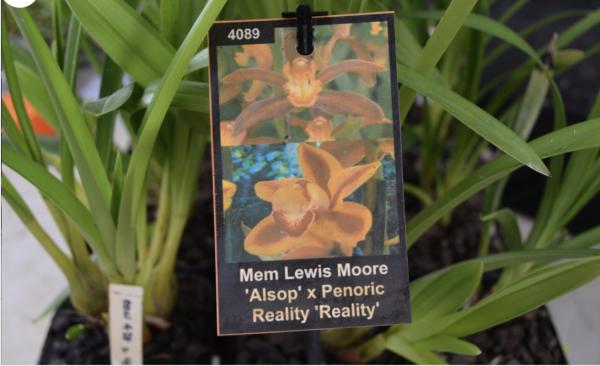 4089
Mem Lewis Moore
'Alsop' x Penoric
Reality 'Reality'